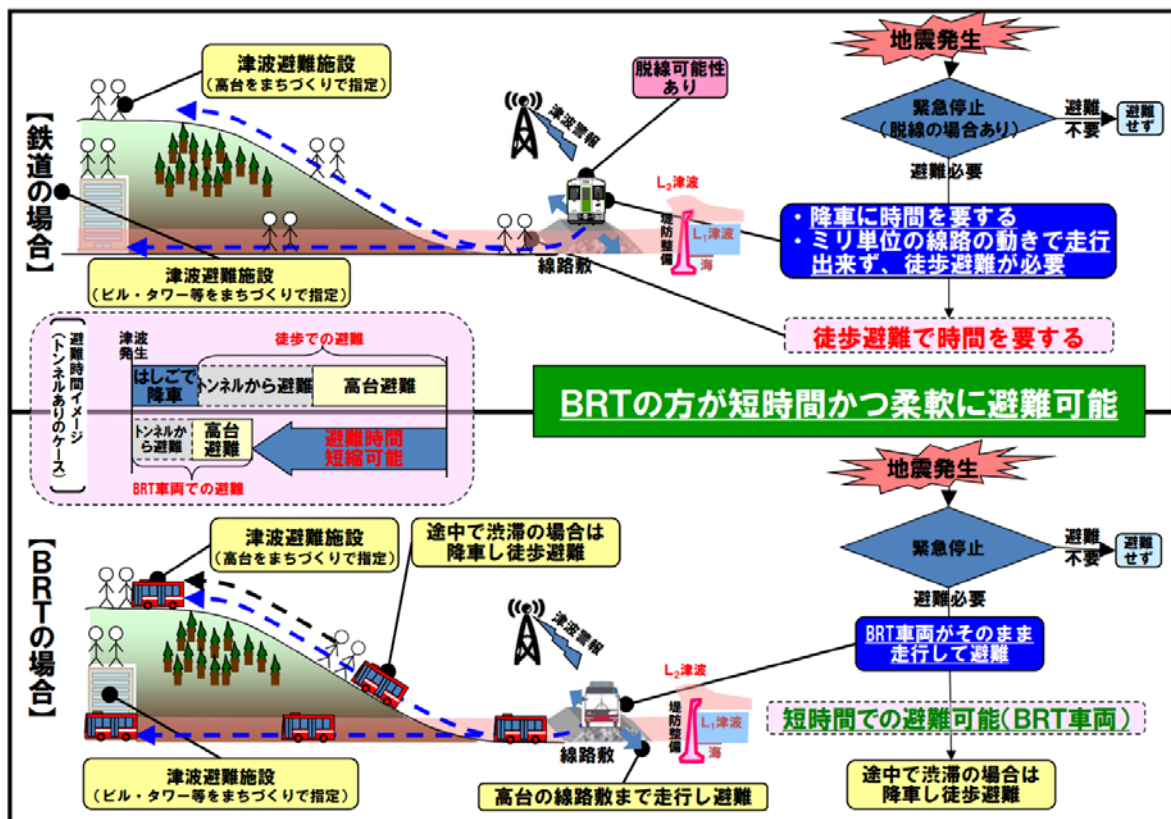 【鉄道の場合】
津波避難施設
（高台をまちづくりで指定）
津波避難施設
（ビル・タワー等をまちづくりで指定）
津波警報
脱線可能性
あり
L₂津波
L₁津波
堤防整備
海
線路敷
地震発生
緊急停止
（脱線の場合あり）
避難
不要
避難
せず
避難必要
・降車に時間を要する
・ミリ単位の線路の動きで走行
出来ず、徒歩避難が必要
徒歩避難で時間を要する
避難時間イメージ
（トンネルありのケース）
津波
発生
徒歩での避難
はしごで
降車
トンネルから避難
高台避難
トンネルか
ら避難
高台
避難
避難時間
短縮可能
BRT車両での避難
BRTの方が短時間かつ柔軟に避難可能
【BRTの場合】
津波避難施設
（高台をまちづくりで指定）
途中で渋滞の場合は
降車し徒歩避難
津波避難施設
（ビル・タワー等をまちづくりで指定）
津波警報
L₂津波
L₁津波
堤防整備
海
線路敷
高台の線路敷まで走行し避難
地震発生
緊急停止
避難
不要
避難
せず
避難必要
BRT車両がそのまま
走行して避難
短時間での避難可能（BRT車両）
途中で渋滞の場合は
降車し徒歩避難